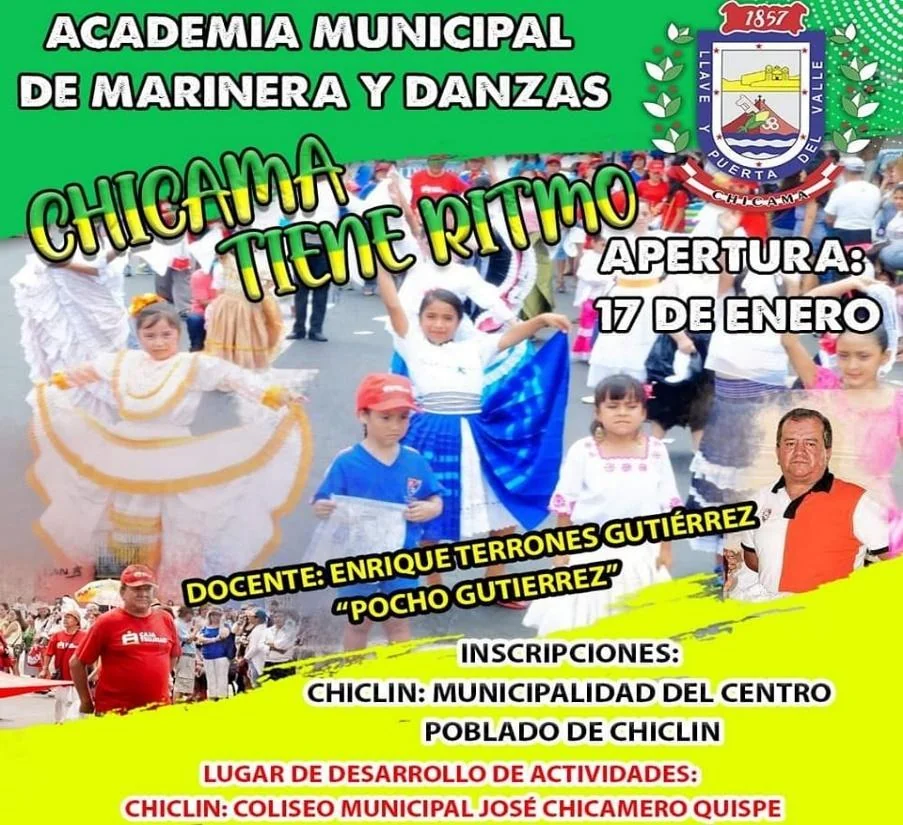 ACADEMIA MUNICIPAL
DE MARINERA Y DANZAS
1857
LLAVE Y PUERTA DEL VALLE
CHICAMA
CHICAMA
TIENE RITMO
APERTURA:
17 DE ENERO
DOCENTE: ENRIQUE TERRONES GUTIÉRREZ
"POCHO GUTIERREZ"
INSCRIPCIONES:
CHICLIN: MUNICIPALIDAD DEL CENTRO
POBLADO DE CHICLIN
LUGAR DE DESARROLLO DE ACTIVIDADES:
CHICLIN: COLISEO MUNICIPAL JOSÉ CHICAMERO QUISPE